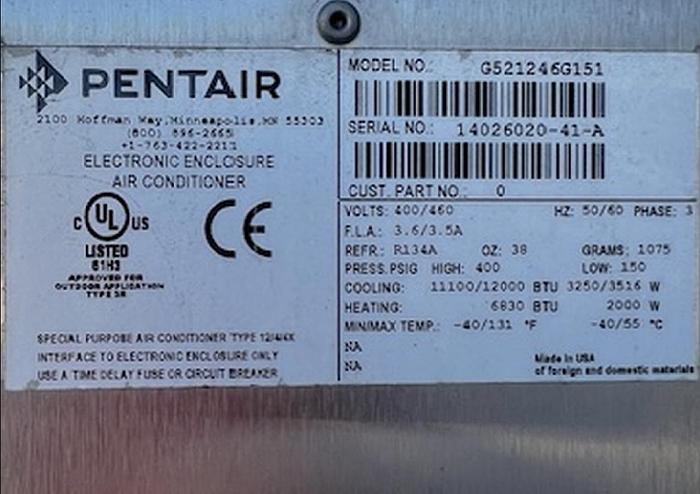 PENTAIR
2100 Hoffman Way, Minneapolis, MN 55303
(800) 896-2665
+1-763-422-2211
ELECTRONIC ENCLOSURE
AIR CONDITIONER
C UL US
LISTED
61H3
APPROVED FOR
OUTDOOR APPLICATION
TYPE 3R
CE
SPECIAL PURPOSE AIR CONDITIONER TYPE 12/4/4X
INTERFACE TO ELECTRONIC ENCLOSURE ONLY
USE A TIME DELAY FUSE OR CIRCUIT BREAKER
MODEL NO.: G521246G151
SERIAL NO.: 14026020-41-A
CUST. PART NO.: 0
VOLTS: 400/460 HZ: 50/60 PHASE: 3
F.L.A.: 3.6/3.5A
REFR.: R134A OZ: 38 GRAMS: 1075
PRESS. PSIG HIGH: 400 LOW: 150
COOLING: 11100/12000 BTU 3250/3516 W
HEATING: 6830 BTU 2000 W
MIN/MAX TEMP.: -40/131 °F -40/55 °C
NA
NA
Made in USA
of foreign and domestic materials